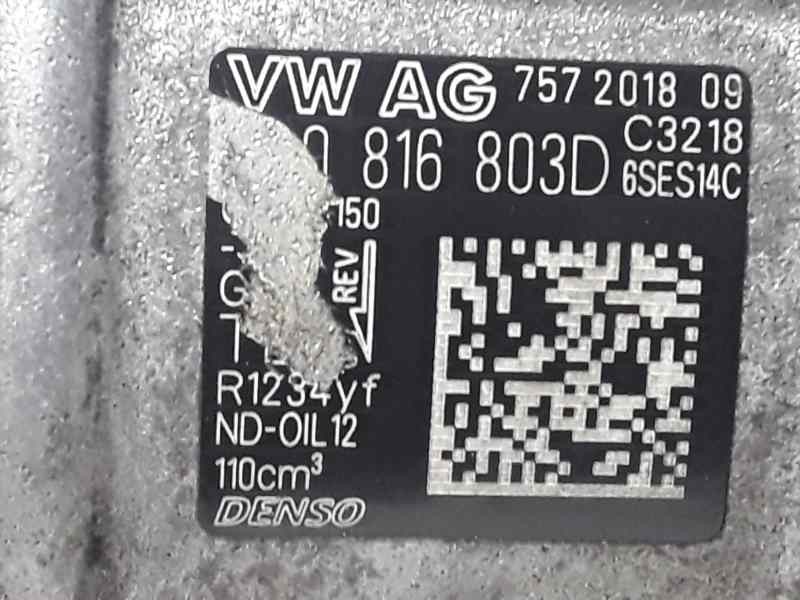 VW AG 757 2018 09
816 803D C3218
6SES14C
150
REV
R1234yf
ND-OIL12
110cm³
DENSO